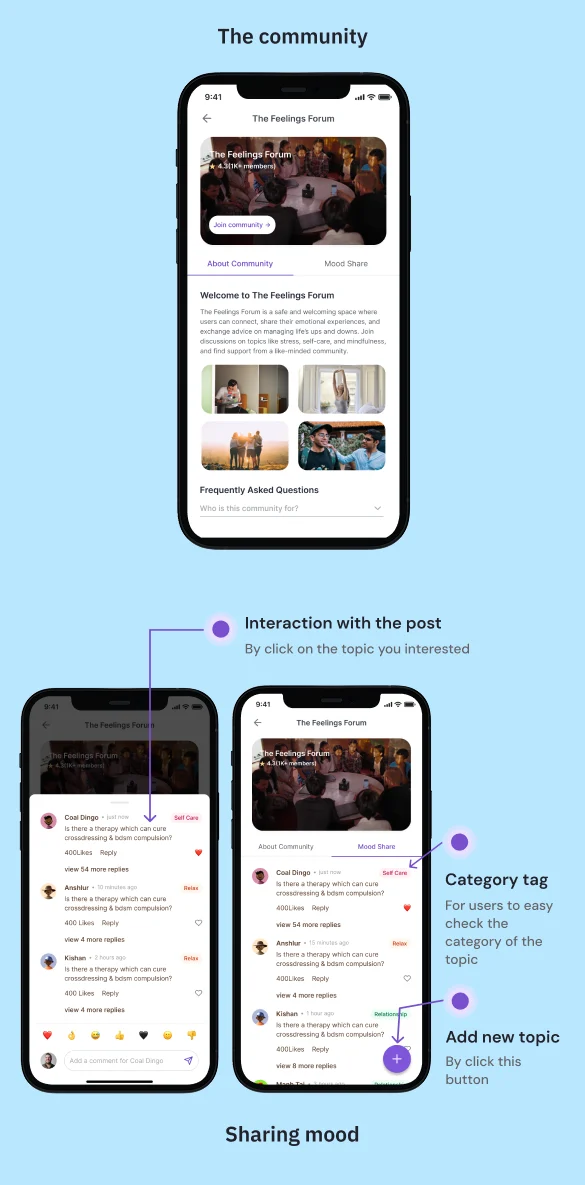 The community
9:41
The Feelings Forum
The Feelings Forum
★ 4.3(1K+ members)
Join community →
About Community
Mood Share
Welcome to The Feelings Forum
The Feelings Forum is a safe and welcoming space where
users can connect, share their emotional experiences, and
exchange advice on managing life's ups and downs. Join
discussions on topics like stress, self-care, and mindfulness,
and find support from a like-minded community.
Frequently Asked Questions
Who is this community for?
Interaction with the post
By click on the topic you interested
9:41
The Feelings Forum
The Feelings Forum
★ 4.3(1K+ members)
Coal Dingo • just now
Self Care
Is there a therapy which can cure
crossdressing & bdsm compulsion?
400Likes Reply
view 54 more replies
Anshlur • 10 minutes ago
Relax
Is there a therapy which can cure
crossdressing & bdsm compulsion?
400 Likes Reply
view 4 more replies
Kishan • 2 hours ago
Relax
Is there a therapy which can cure
crossdressing & bdsm compulsion?
400 Likes Reply
view 4 more replies
Add a comment for Coal Dingo
9:41
The Feelings Forum
The Feelings Forum
★ 4.3(1K+ members)
About Community
Mood Share
Coal Dingo • just now
Self Care
Is there a therapy which can cure
crossdressing & bdsm compulsion?
400Likes Reply
view 54 more replies
Anshlur • 15 minutes ago
Relax
Is there a therapy which can cure
crossdressing & bdsm compulsion?
400Likes Reply
view 4 more replies
Kishan • 1 hour ago
Relationship
Is there a therapy which can cure
crossdressing & bdsm compulsion?
400Likes Reply
view 8 more replies
Category tag
For users to easy
check the
category of the
topic
Add new topic
By click this
button
Sharing mood